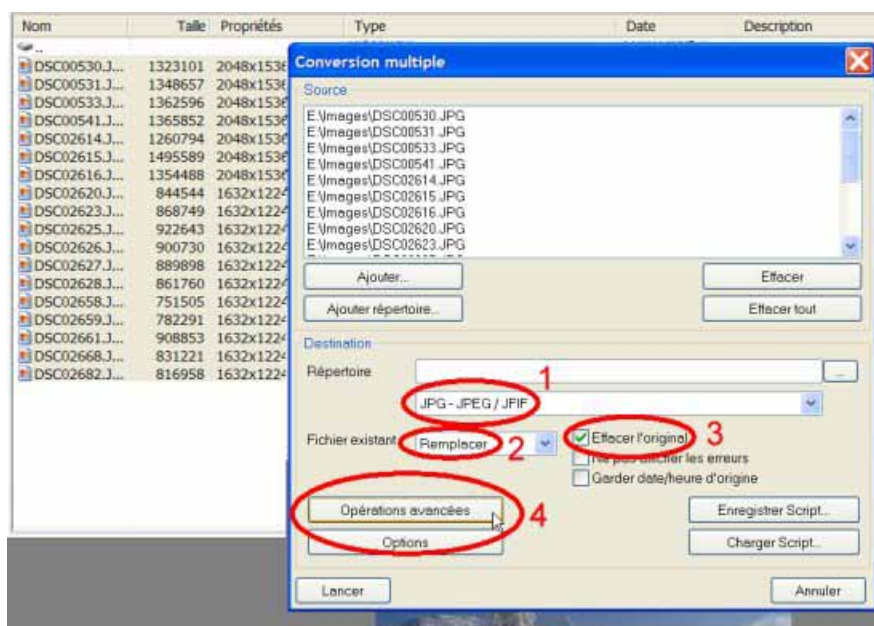 Nom Taille Propriétés Type Date Description
..
DSC00530.J... 1323101 2048x1536
DSC00531.J... 1348657 2048x1536
DSC00533.J... 1362596 2048x1536
DSC00541.J... 1365852 2048x1536
DSC02614.J... 1260794 2048x1536
DSC02615.J... 1495589 2048x1536
DSC02616.J... 1354488 2048x1536
DSC02620.J... 844544 1632x1224
DSC02623.J... 868749 1632x1224
DSC02625.J... 922643 1632x1224
DSC02626.J... 900730 1632x1224
DSC02627.J... 889898 1632x1224
DSC02628.J... 861760 1632x1224
DSC02658.J... 751505 1632x1224
DSC02659.J... 782291 1632x1224
DSC02661.J... 908853 1632x1224
DSC02668.J... 831221 1632x1224
DSC02682.J... 816958 1632x1224
Conversion multiple
Source
E:\Images\DSC00530.JPG
E:\Images\DSC00531.JPG
E:\Images\DSC00533.JPG
E:\Images\DSC00541.JPG
E:\Images\DSC02614.JPG
E:\Images\DSC02615.JPG
E:\Images\DSC02616.JPG
E:\Images\DSC02620.JPG
E:\Images\DSC02623.JPG
Ajouter... Effacer
Ajouter répertoire... Effacer tout
Destination
Répertoire ...
1
JPG - JPEG / JFIF
Fichier existant Remplacer 2 Effacer l'original 3
Ne pas afficher les erreurs
Garder date/heure d'origine
Opérations avancées 4 Enregistrer Script...
Options Charger Script...
Lancer Annuler